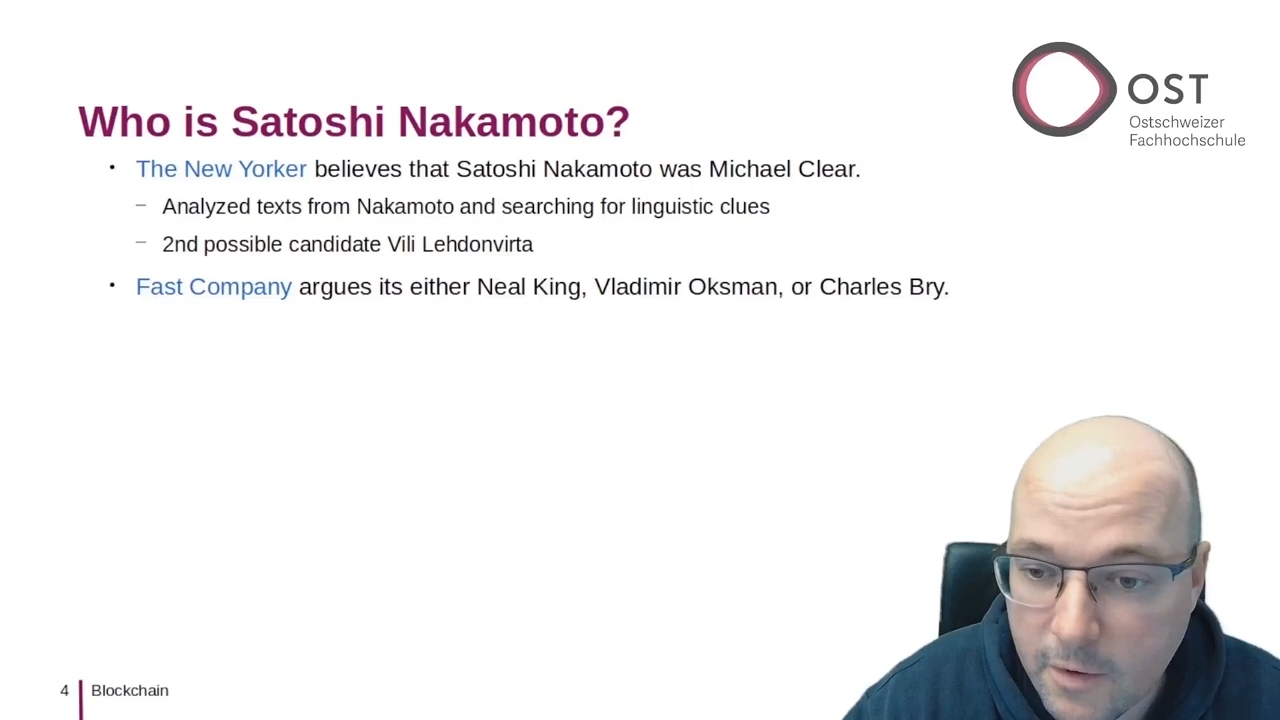 OST
Ostschweizer
Fachhochschule
Who is Satoshi Nakamoto?
• The New Yorker believes that Satoshi Nakamoto was Michael Clear.
– Analyzed texts from Nakamoto and searching for linguistic clues
– 2nd possible candidate Vili Lehdonvirta
• Fast Company argues its either Neal King, Vladimir Oksman, or Charles Bry.
4 Blockchain